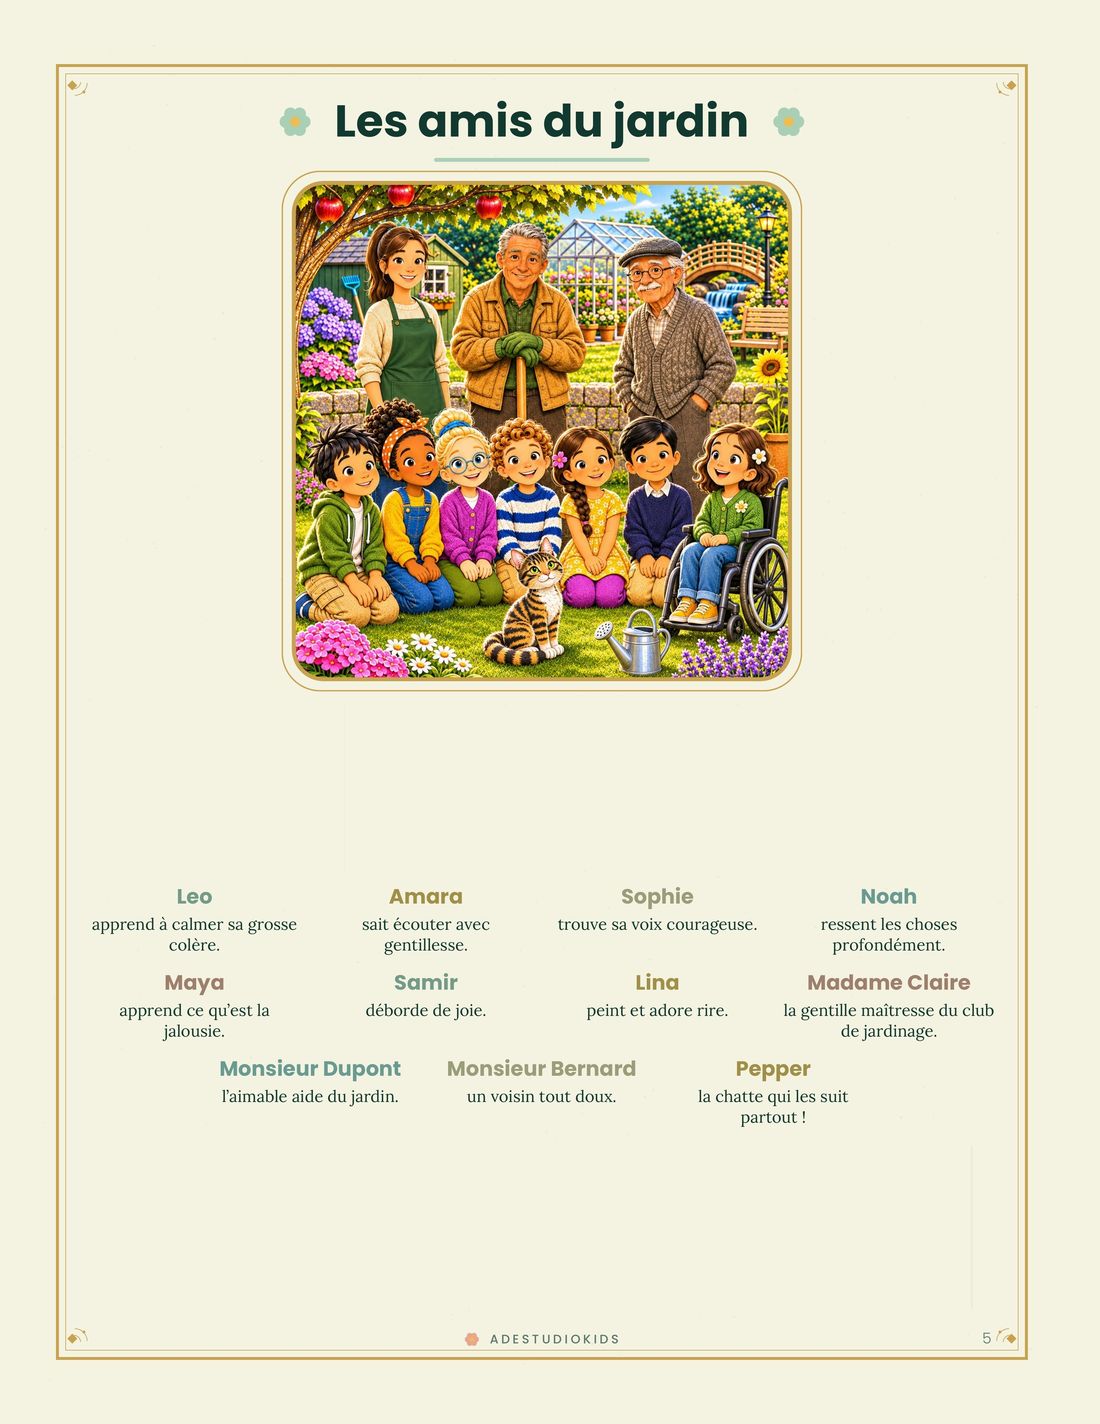 Les amis du jardin
Leo
apprend à calmer sa grosse
colère.
Amara
sait écouter avec
gentillesse.
Sophie
trouve sa voix courageuse.
Noah
ressent les choses
profondément.
Maya
apprend ce qu’est la
jalousie.
Samir
déborde de joie.
Lina
peint et adore rire.
Madame Claire
la gentille maîtresse du club
de jardinage.
Monsieur Dupont
l’aimable aide du jardin.
Monsieur Bernard
un voisin tout doux.
Pepper
la chatte qui les suit
partout !
ADESTUDIOKIDS
5